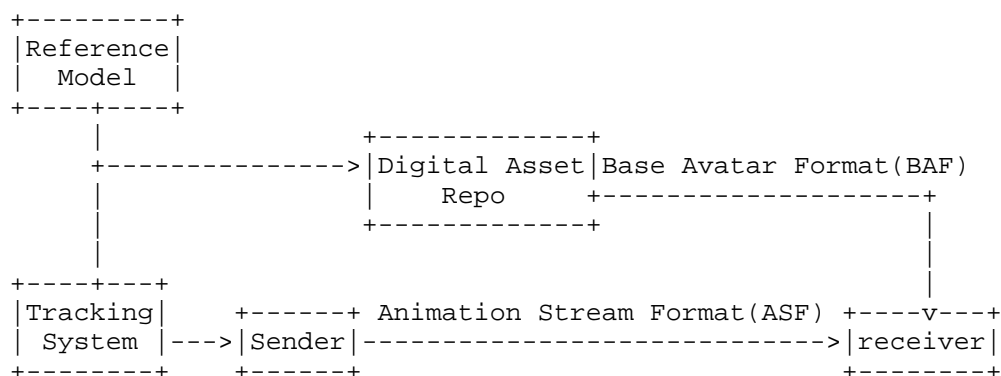 Reference
Model
Digital Asset
Repo
Base Avatar Format(BAF)
Tracking
System
Sender
Animation Stream Format(ASF)
receiver